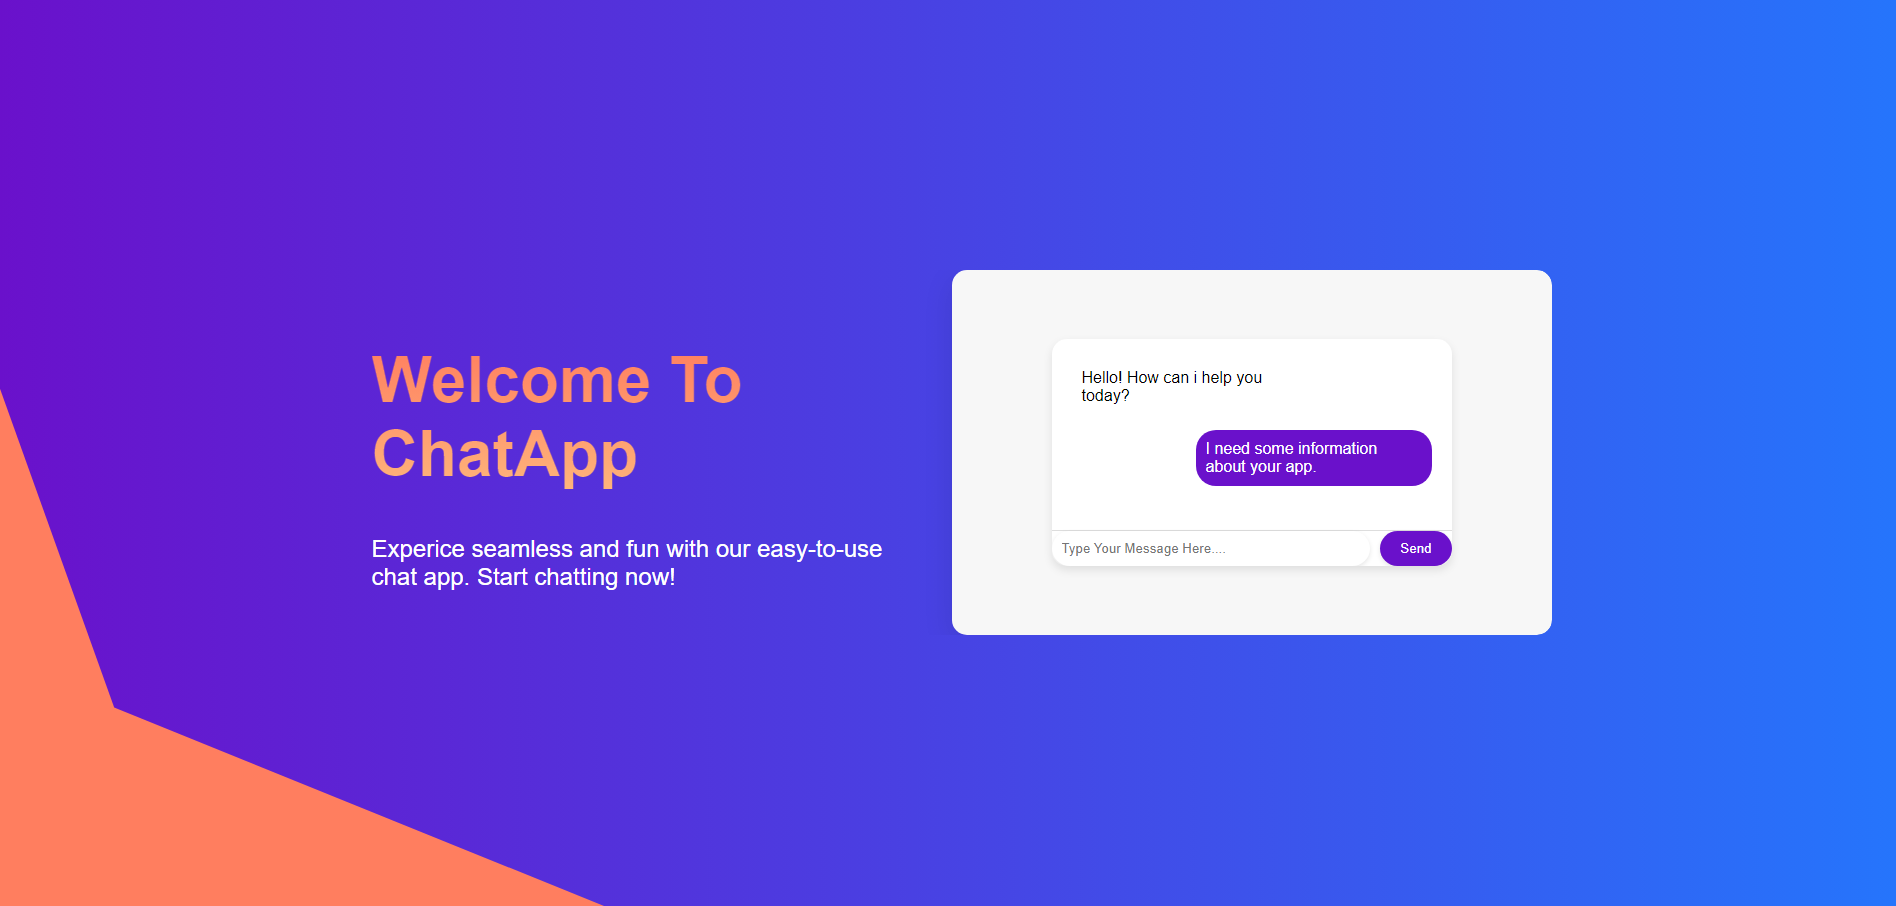 Welcome To
ChatApp
Experice seamless and fun with our easy-to-use
chat app. Start chatting now!
Hello! How can i help you
today?
I need some information
about your app.
Type Your Message Here....
Send